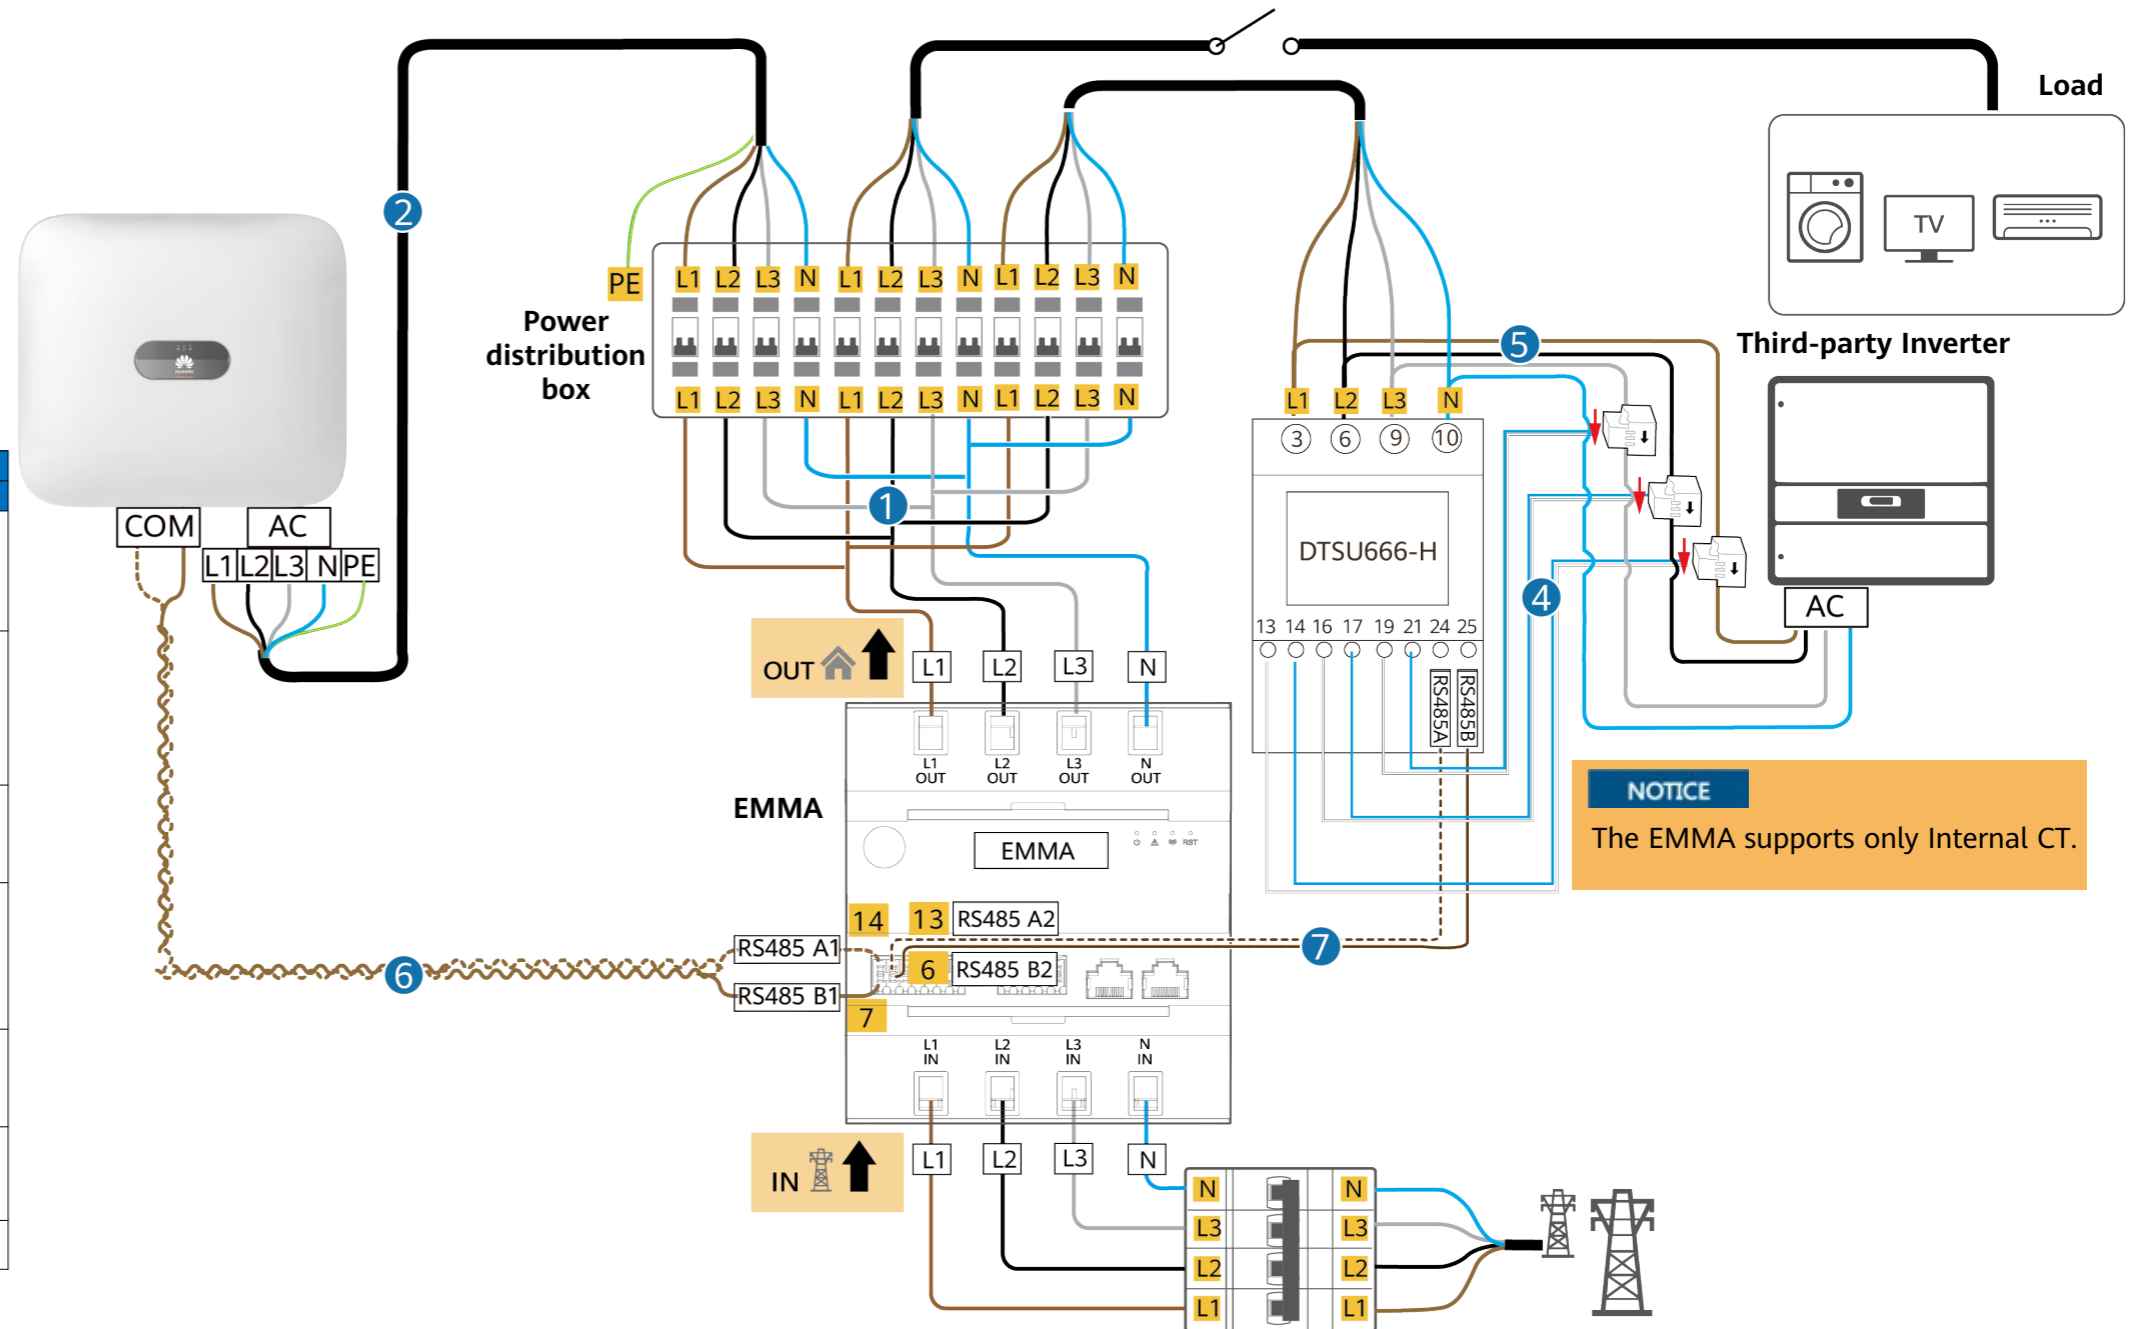 Load
TV
2
PE
L1 L2 L3 N L1 L2 L3 N L1 L2 L3 N
Power
distribution
box
L1 L2 L3 N L1 L2 L3 N L1 L2 L3 N
5
Third-party Inverter
L1 L2 L3 N
3 6 9 10
HUAWEI
1
COM
AC
L1 L2 L3 N PE
DTSU666-H
4
AC
13 14 16 17 19 21 24 25
RS485A
RS485B
OUT
L1 L2 L3 N
L1
OUT
L2
OUT
L3
OUT
N
OUT
NOTICE
The EMMA supports only Internal CT.
EMMA
EMMA
RST
14
13
RS485 A2
RS485 A1
7
6
6
RS485 B2
RS485 B1
7
L1
IN
L2
IN
L3
IN
N
IN
IN
L1 L2 L3 N
N N
L3 L3
L2 L2
L1 L1